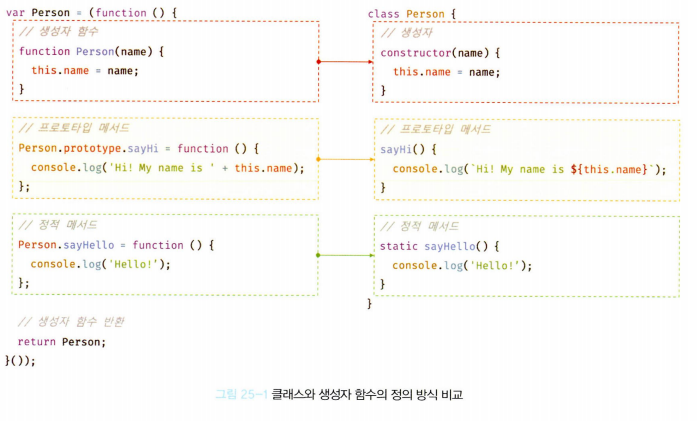 var Person = (function () {
// 생성자 함수
function Person(name) {
this.name = name;
}
// 프로토타입 메서드
Person.prototype.sayHi = function () {
console.log('Hi! My name is ' + this.name);
};
// 정적 메서드
Person.sayHello = function () {
console.log('Hello!');
};
// 생성자 함수 반환
return Person;
}());
class Person {
// 생성자
constructor(name) {
this.name = name;
}
// 프로토타입 메서드
sayHi() {
console.log(`Hi! My name is ${this.name}`);
}
// 정적 메서드
static sayHello() {
console.log('Hello!');
}
}
그림 25-1 클래스와 생성자 함수의 정의 방식 비교